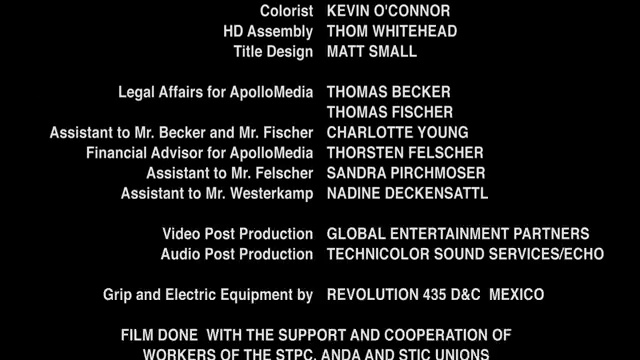 Colorist KEVIN O'CONNOR
HD Assembly THOM WHITEHEAD
Title Design MATT SMALL
Legal Affairs for ApolloMedia THOMAS BECKER
THOMAS FISCHER
Assistant to Mr. Becker and Mr. Fischer CHARLOTTE YOUNG
Financial Advisor for ApolloMedia THORSTEN FELSCHER
Assistant to Mr. Felscher SANDRA PIRCHMOSER
Assistant to Mr. Westerkamp NADINE DECKENSATTL
Video Post Production GLOBAL ENTERTAINMENT PARTNERS
Audio Post Production TECHNICOLOR SOUND SERVICES/ECHO
Grip and Electric Equipment by REVOLUTION 435 D&C MEXICO
FILM DONE WITH THE SUPPORT AND COOPERATION OF
WORKERS OF THE STPC, ANDA AND STIC UNIONS